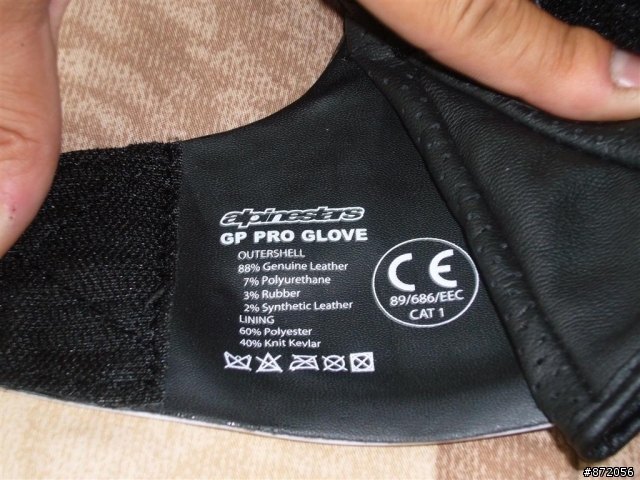 alpinestars
GP PRO GLOVE
OUTERSHELL
88% Genuine Leather
7% Polyurethane
3% Rubber
2% Synthetic Leather
LINING
60% Polyester
40% Knit Kevlar
CE
89/686/EEC
CAT 1
#872056